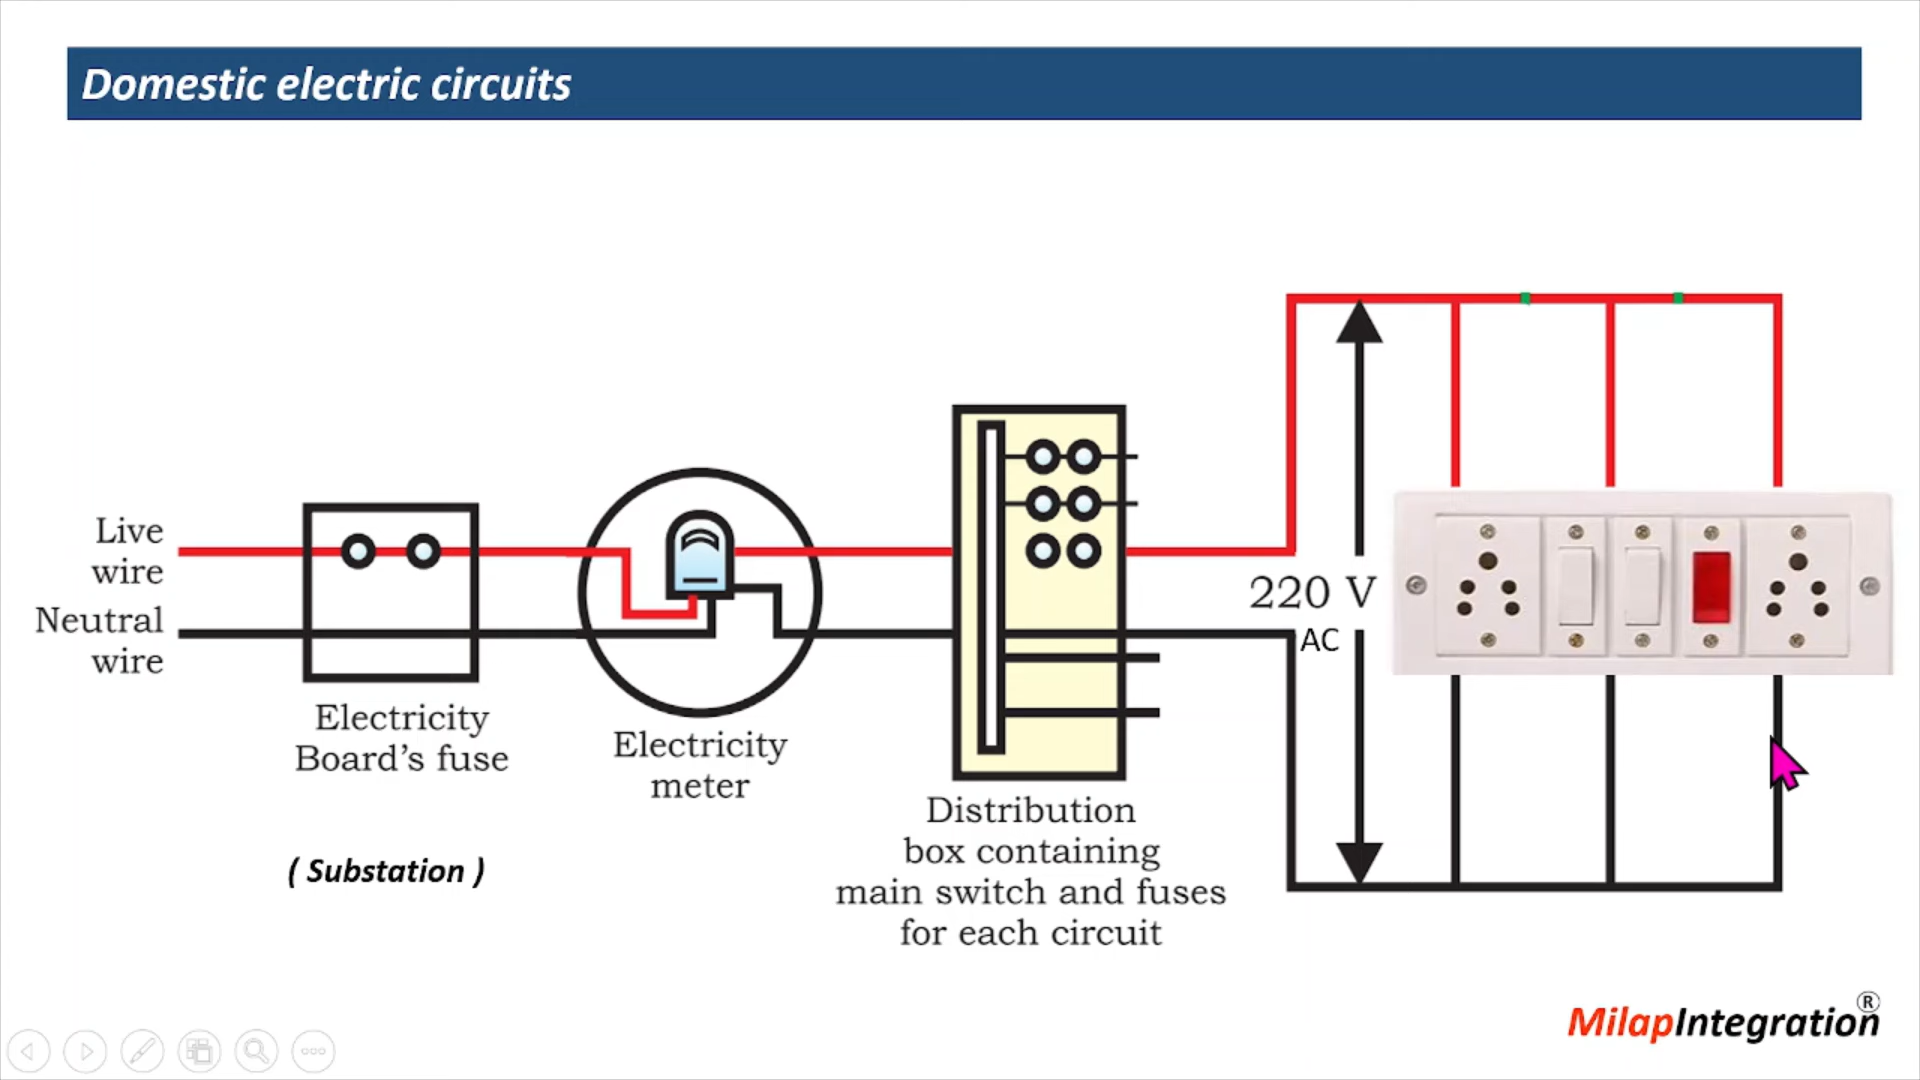 Domestic electric circuits
Live
wire
Neutral
wire
Electricity
Board's fuse
( Substation )
Electricity
meter
Distribution
box containing
main switch and fuses
for each circuit
220 V
AC
MilapIntegration®